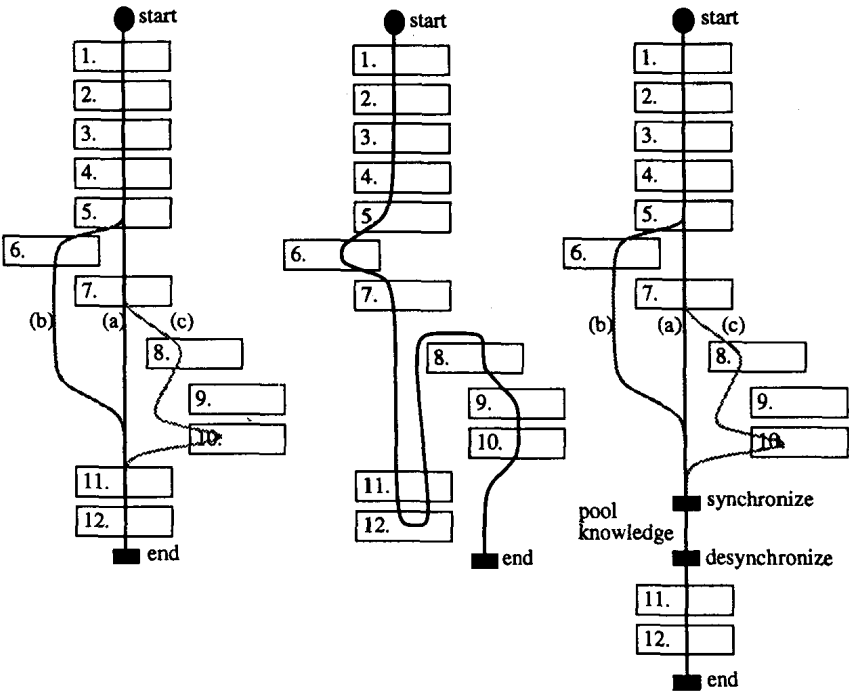 start
1.
2.
3.
4.
5.
6.
7.
(b)
(a)
(c)
8.
9.
10.
11.
12.
end
start
1.
2.
3.
4.
5.
6.
7.
8.
9.
10.
11.
12.
end
start
1.
2.
3.
4.
5.
6.
7.
(b)
(a)
(c)
8.
9.
10.
synchronize
pool
knowledge
desynchronize
11.
12.
end